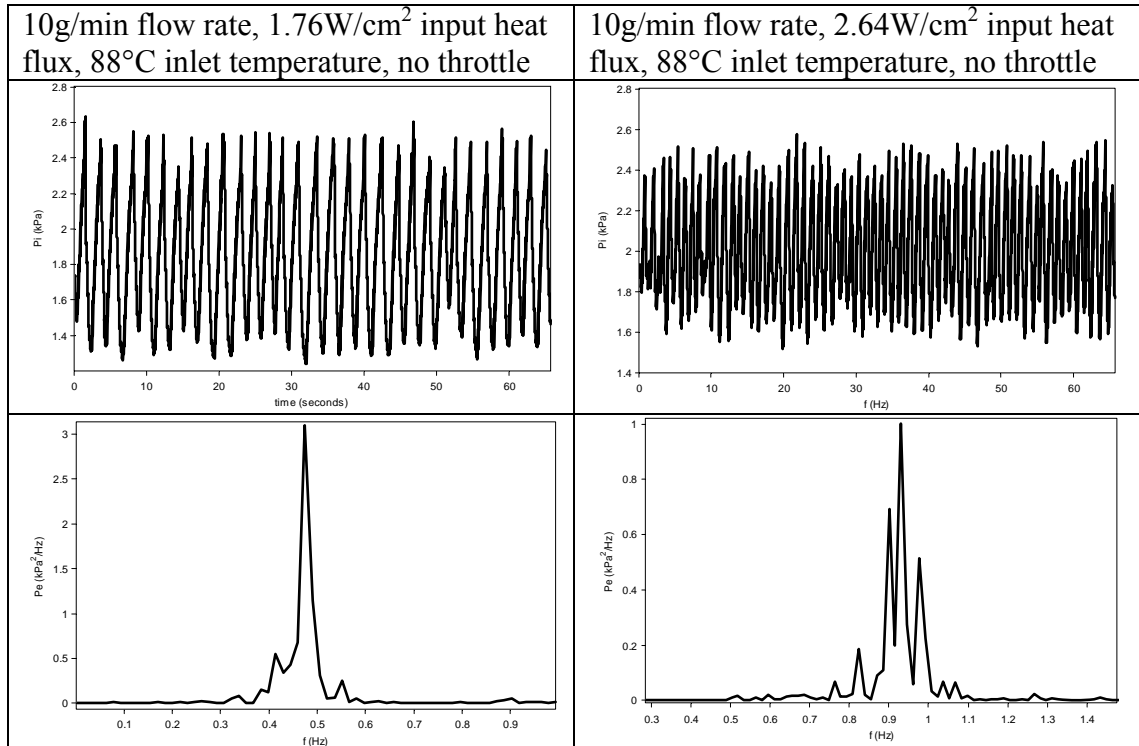 10g/min flow rate, 1.76W/cm² input heat
flux, 88°C inlet temperature, no throttle
10g/min flow rate, 2.64W/cm² input heat
flux, 88°C inlet temperature, no throttle
2.8
2.6
2.4
2.2
2
1.8
1.6
1.4
Pi (kPa)
0 10 20 30 40 50 60
time (seconds)
2.8
2.6
2.4
2.2
2
1.8
1.6
1.4
Pi (kPa)
0 10 20 30 40 50 60
f (Hz)
3
2.5
2
1.5
1
0.5
0
Pe (kPa²/Hz)
0.1 0.2 0.3 0.4 0.5 0.6 0.7 0.8 0.9
f (Hz)
1
0.8
0.6
0.4
0.2
0
Pe (kPa²/Hz)
0.3 0.4 0.5 0.6 0.7 0.8 0.9 1 1.1 1.2 1.3 1.4
f (Hz)